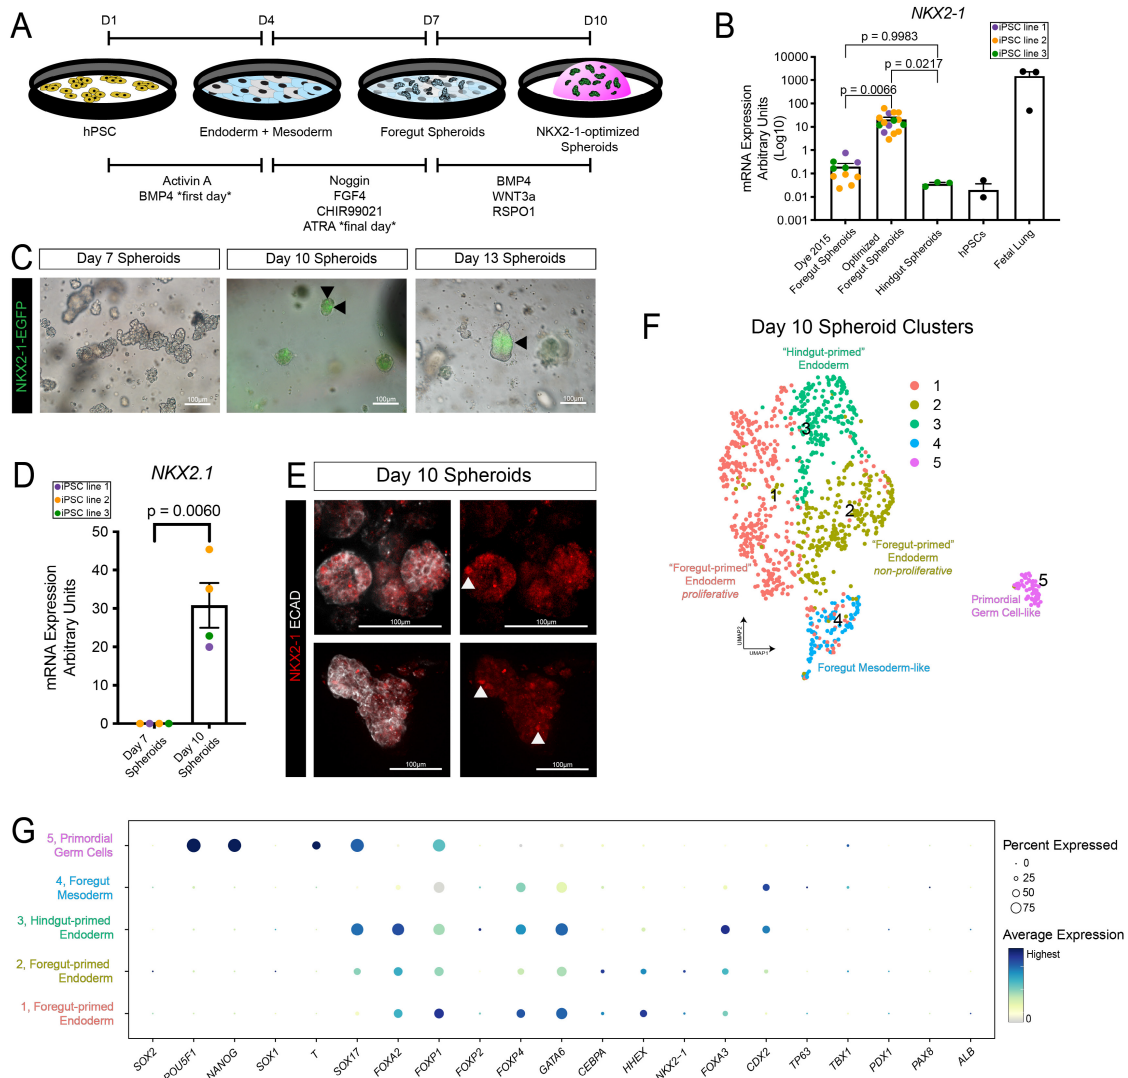 A
D1
D4
D7
D10
hPSC
Endoderm + Mesoderm
Foregut Spheroids
NKX2-1-optimized
Spheroids
Activin A
BMP4 *first day*
Noggin
FGF4
CHIR99021
ATRA *final day*
BMP4
WNT3a
RSPO1
B
NKX2-1
iPSC line 1
iPSC line 2
iPSC line 3
p = 0.9983
p = 0.0217
p = 0.0066
mRNA Expression
Arbitrary Units
(Log10)
10000
1000
100
10
1
0.1
0.01
0.001
Dye 2015
Foregut Spheroids
Optimized
Foregut Spheroids
Hindgut Spheroids
hPSCs
Fetal Lung
C
Day 7 Spheroids
Day 10 Spheroids
Day 13 Spheroids
NKX2-1-EGFP
100µm
100µm
100µm
D
NKX2.1
iPSC line 1
iPSC line 2
iPSC line 3
p = 0.0060
mRNA Expression
Arbitrary Units
50
40
30
20
10
0
Day 7
Spheroids
Day 10
Spheroids
E
Day 10 Spheroids
NKX2-1 ECAD
100µm
100µm
100µm
100µm
F
Day 10 Spheroid Clusters
"Hindgut-primed"
Endoderm
1
2
3
4
5
3
1
2
"Foregut-primed"
Endoderm
proliferative
"Foregut-primed"
Endoderm
non-proliferative
5
Primordial
Germ Cell-like
4
Foregut Mesoderm-like
UMAP2
UMAP1
G
5, Primordial
Germ Cells
4, Foregut
Mesoderm
3, Hindgut-primed
Endoderm
2, Foregut-primed
Endoderm
1, Foregut-primed
Endoderm
SOX2
POU5F1
NANOG
SOX1
T
SOX17
FOXA2
FOXP1
FOXP2
FOXP4
GATA6
CEBPA
HHEX
NKX2-1
FOXA3
CDX2
TP63
TBX1
PDX1
PAX8
ALB
Percent Expressed
0
25
50
75
Average Expression
Highest
0